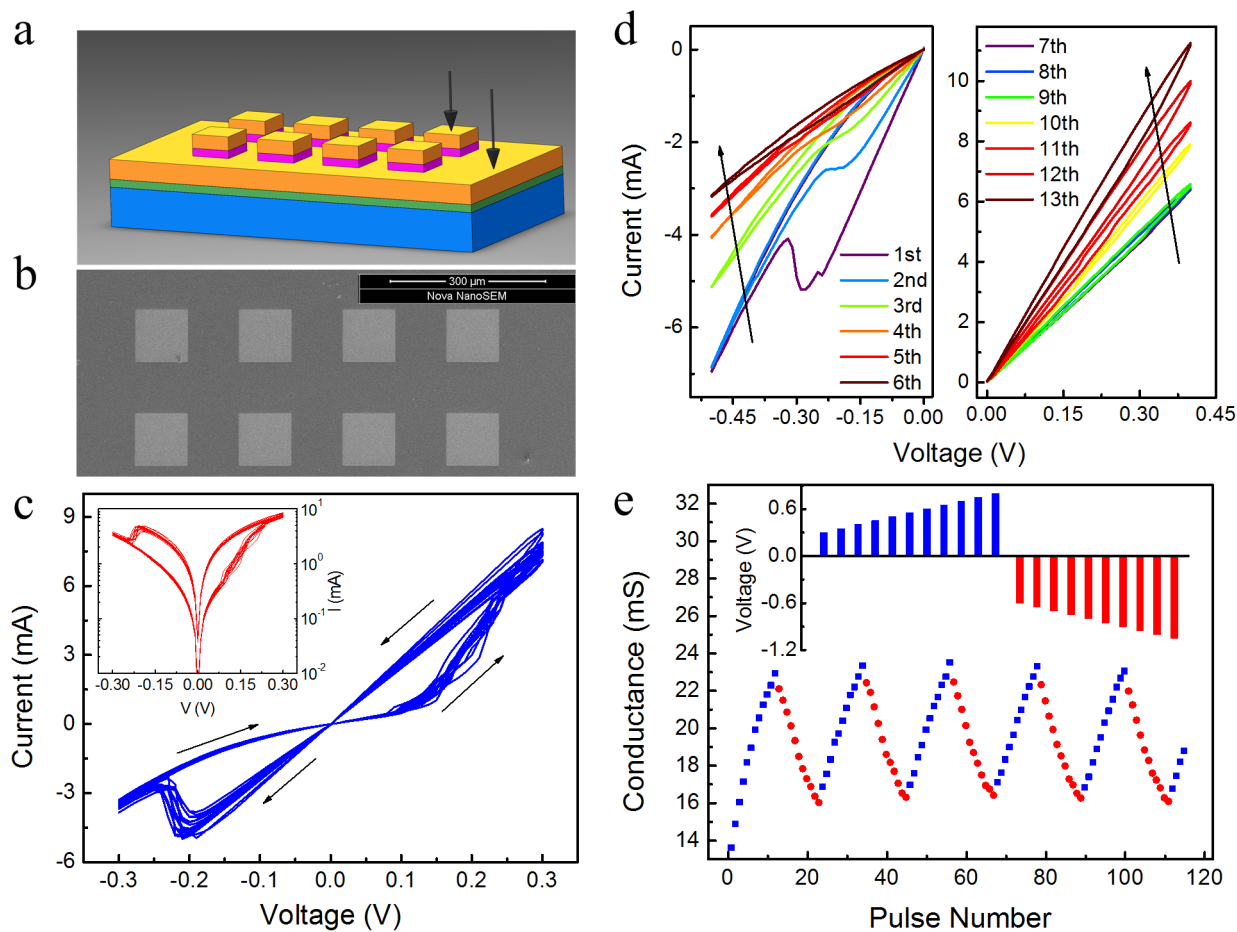 a
b
300 µm
Nova NanoSEM
c
Current (mA)
9
6
3
0
-3
-6
-0.3
-0.2
-0.1
0.0
0.1
0.2
0.3
Voltage (V)
10^1
10^0
10^-1
10^-2
I (mA)
-0.30
-0.15
0.00
0.15
0.30
V (V)
d
Current (mA)
0
-2
-4
-6
-0.45
-0.30
-0.15
0.00
1st
2nd
3rd
4th
5th
6th
10
8
6
4
2
0
0.00
0.15
0.30
0.45
7th
8th
9th
10th
11th
12th
13th
Voltage (V)
e
Conductance (mS)
32
30
28
26
24
22
20
18
16
14
0
20
40
60
80
100
120
Pulse Number
Voltage (V)
0.6
0.0
-0.6
-1.2